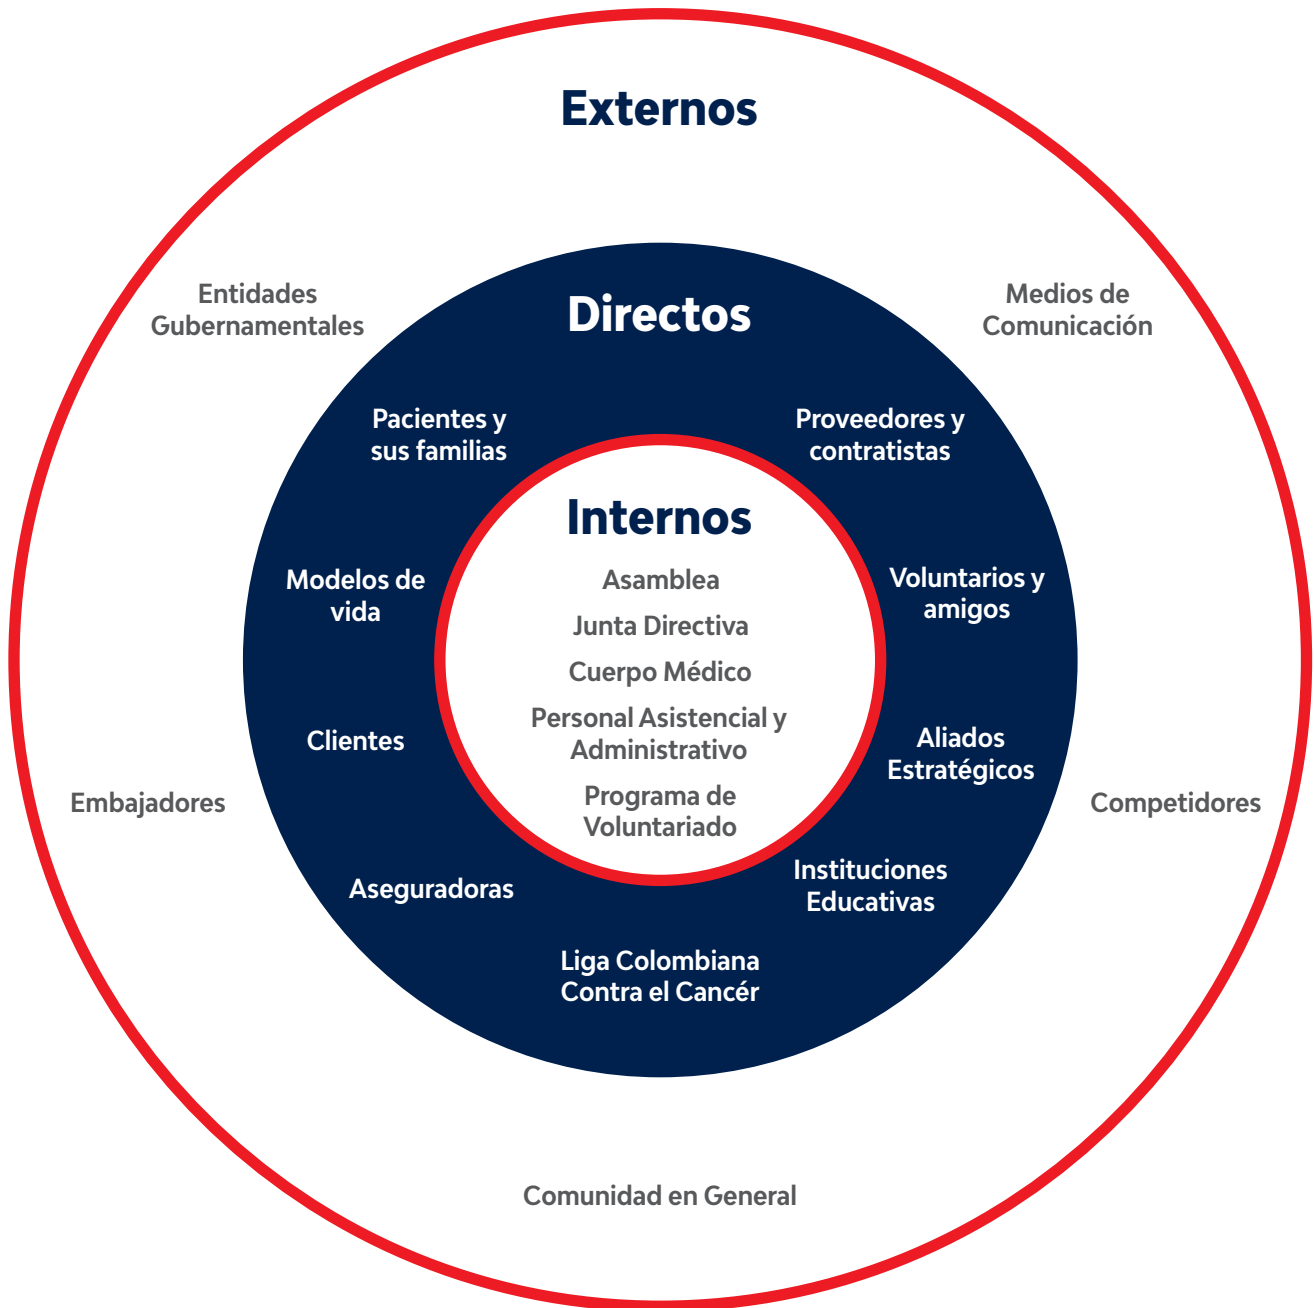 Externos
Entidades
Gubernamentales
Medios de
Comunicación
Embajadores
Competidores
Comunidad en General
Directos
Pacientes y
sus familias
Proveedores y
contratistas
Modelos de
vida
Voluntarios y
amigos
Clientes
Aliados
Estratégicos
Aseguradoras
Instituciones
Educativas
Liga Colombiana
Contra el Cancér
Internos
Asamblea
Junta Directiva
Cuerpo Médico
Personal Asistencial y
Administrativo
Programa de
Voluntariado